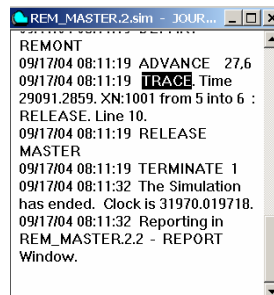 REM_MASTER.2.sim - JOUR...
REMONT
09/17/04 08:11:19 ADVANCE 27,6
09/17/04 08:11:19 TRACE. Time
29091.2859. XN:1001 from 5 into 6 :
RELEASE. Line 10.
09/17/04 08:11:19 RELEASE
MASTER
09/17/04 08:11:19 TERMINATE 1
09/17/04 08:11:32 The Simulation
has ended. Clock is 31970.019718.
09/17/04 08:11:32 Reporting in
REM_MASTER.2.2 - REPORT
Window.